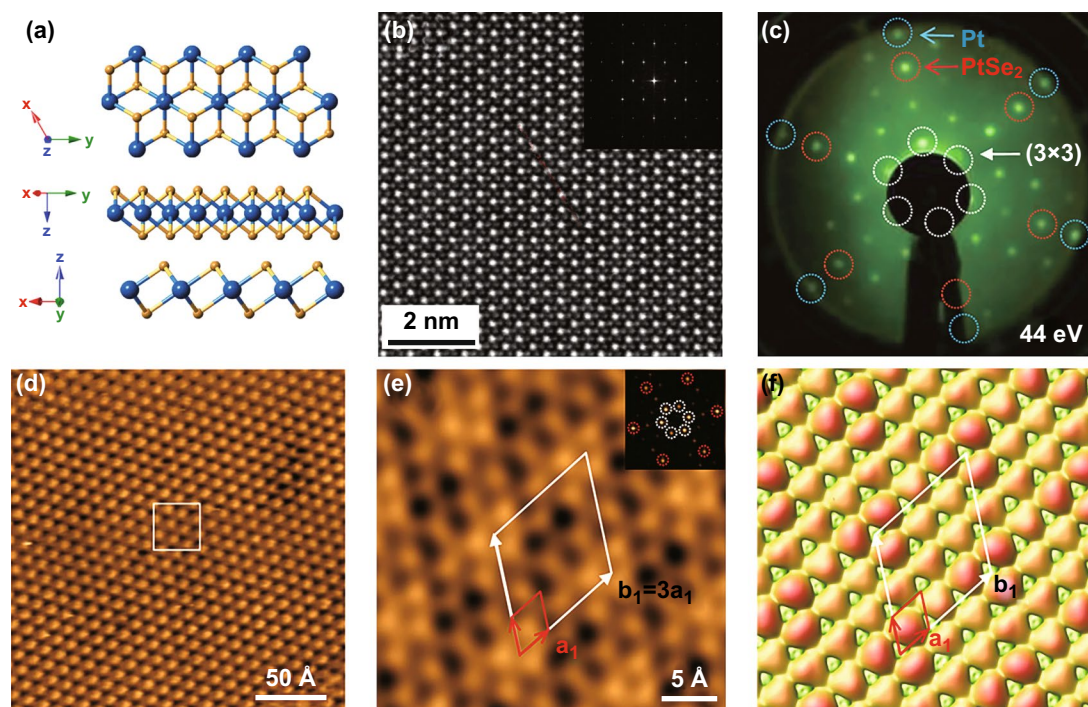 (a)
x
y
z
x
y
z
z
x
y
(b)
2 nm
(c)
Pt
PtSe₂
(3×3)
44 eV
(d)
50 Å
(e)
b₁=3a₁
a₁
5 Å
(f)
b₁
a₁